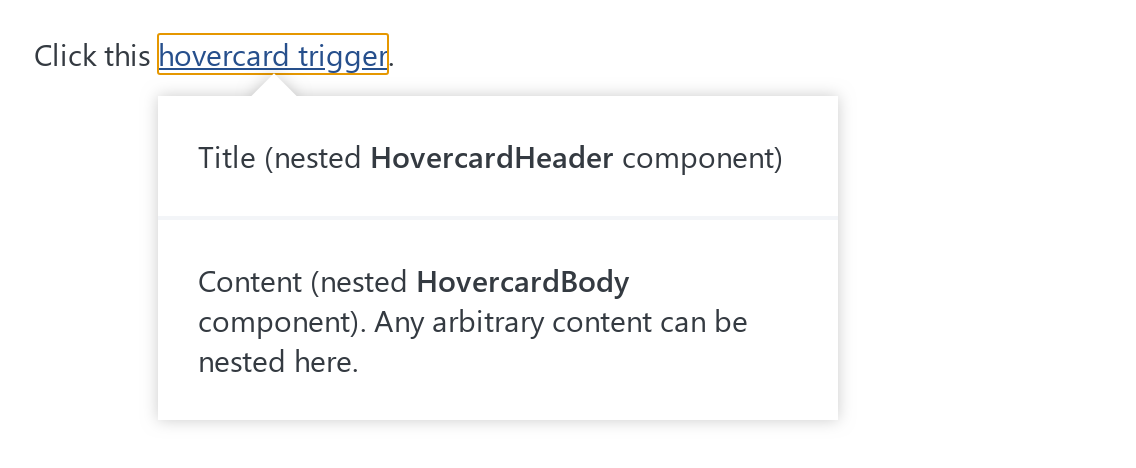 Click this hovercard trigger.
Title (nested HovercardHeader component)
Content (nested HovercardBody
component). Any arbitrary content can be
nested here.